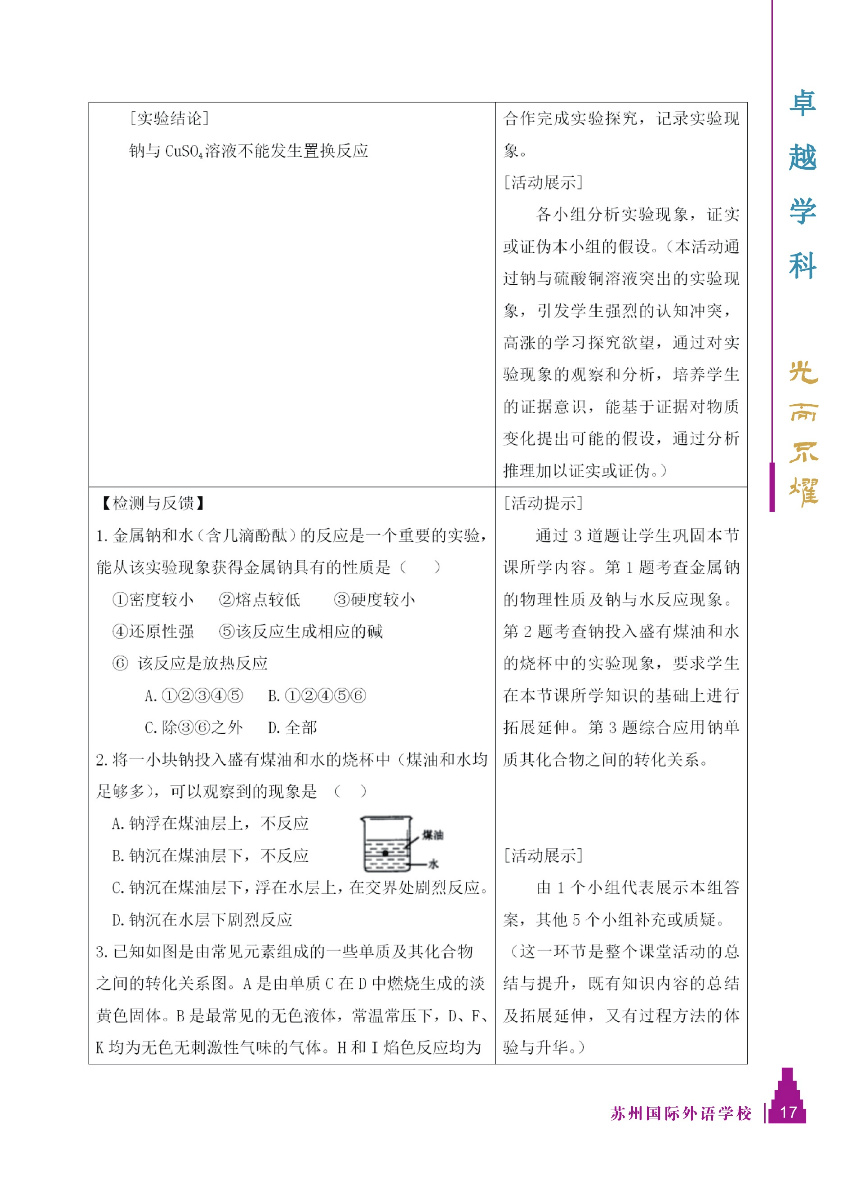 [实验结论]
钠与 CuSO₄溶液不能发生置换反应
合作完成实验探究，记录实验现
象。
[活动展示]
各小组分析实验现象，证实
或证伪本小组的假设。（本活动通
过钠与硫酸铜溶液突出的实验现
象，引发学生强烈的认知冲突，
高涨的学习探究欲望，通过对实
验现象的观察和分析，培养学生
的证据意识，能基于证据对物质
变化提出可能的假设，通过分析
推理加以证实或证伪。）
【检测与反馈】
1.金属钠和水（含几滴酚酞）的反应是一个重要的实验，
能从该实验现象获得金属钠具有的性质是（　　）
①密度较小　②熔点较低　　③硬度较小
④还原性强　⑤该反应生成相应的碱
⑥ 该反应是放热反应
A.①②③④⑤　B.①②④⑤⑥
C.除③⑥之外　D.全部
2.将一小块钠投入盛有煤油和水的烧杯中（煤油和水均
足够多），可以观察到的现象是 （　）
A.钠浮在煤油层上，不反应
B.钠沉在煤油层下，不反应
C.钠沉在煤油层下，浮在水层上，在交界处剧烈反应。
D.钠沉在水层下剧烈反应
煤油
水
3.已知如图是由常见元素组成的一些单质及其化合物
之间的转化关系图。A 是由单质 C 在 D 中燃烧生成的淡
黄色固体。B 是最常见的无色液体，常温常压下，D、F、
K 均为无色无刺激性气味的气体。H 和 I 焰色反应均为
[活动提示]
通过 3 道题让学生巩固本节
课所学内容。第 1 题考查金属钠
的物理性质及钠与水反应现象。
第 2 题考查钠投入盛有煤油和水
的烧杯中的实验现象，要求学生
在本节课所学知识的基础上进行
拓展延伸。第 3 题综合应用钠单
质其化合物之间的转化关系。
[活动展示]
由 1 个小组代表展示本组答
案，其他 5 个小组补充或质疑。
（这一环节是整个课堂活动的总
结与提升，既有知识内容的总结
及拓展延伸，又有过程方法的体
验与升华。）
卓越学科
光而不耀
苏州国际外语学校
17